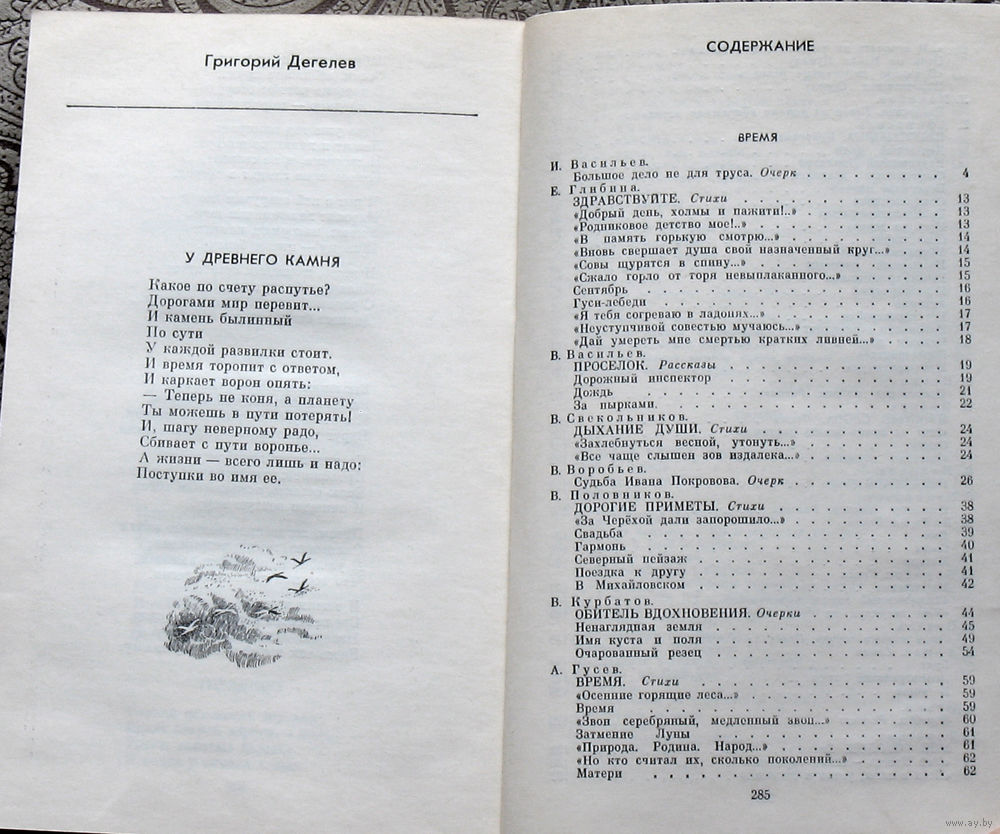 Григорий Дегелев
У ДРЕВНЕГО КАМНЯ
Какое по счету распутье?
Дорогами мир перевит...
И камень былинный
По сути
У каждой развилки стоит.
И время торопит с ответом,
И каркает ворон опять:
— Теперь не коня, а планету
Ты можешь в пути потерять!
И, шагу неверному радо,
Сбивает с пути воронье...
А жизни — всего лишь и надо:
Поступки во имя ее.
СОДЕРЖАНИЕ
ВРЕМЯ
И. Васильев.
Большое дело не для труса. Очерк . . . . . . . . . 4
Е. Глибина.
ЗДРАВСТВУЙТЕ. Стихи . . . . . . . . . 13
«Добрый день, холмы и пажити!..» . . . . . . . . . 13
«Родниковое детство мое!..» . . . . . . . . . 13
«В память горькую смотрю...» . . . . . . . . . 14
«Вновь свершает душа свой назначенный круг...» . . . 14
«Совы щурятся в спину...» . . . . . . . . . 15
«Сжало горло от горя невыплаканного...» . . . . . . 15
Сентябрь . . . . . . . . . 16
Гуси-лебеди . . . . . . . . . 16
«Я тебя согреваю в ладонях...» . . . . . . . . . 17
«Неуступчивой совестью мучаюсь...» . . . . . . . . . 17
«Дай умереть мне смертью кратких ливней...» . . . . 18
В. Васильев.
ПРОСЕЛОК. Рассказы . . . . . . . . . 19
Дорожный инспектор . . . . . . . . . 19
Дождь . . . . . . . . . 21
За пырками. . . . . . . . . . 22
В. Свекольников.
ДЫХАНИЕ ДУШИ. Стихи . . . . . . . . . 24
«Захлебнуться весной, утонуть...» . . . . . . . . . 24
«Все чаще слышен зов издалека...» . . . . . . . . . 24
В. Воробьев.
Судьба Ивана Покровова. Очерк . . . . . . . . . 26
В. Половников.
ДОРОГИЕ ПРИМЕТЫ. Стихи . . . . . . . . . 38
«За Черёхой дали запорошило...» . . . . . . . . . 38
Свадьба . . . . . . . . . 39
Гармонь . . . . . . . . . 40
Северный пейзаж . . . . . . . . . 41
Поездка к другу . . . . . . . . . 41
В Михайловском . . . . . . . . . 42
В. Курбатов.
ОБИТЕЛЬ ВДОХНОВЕНИЯ. Очерки . . . . . . . . . 44
Ненаглядная земля . . . . . . . . . 45
Имя куста и поля . . . . . . . . . 49
Очарованный резец . . . . . . . . . 54
А. Гусев.
ВРЕМЯ. Стихи . . . . . . . . . 59
«Осенние горящие леса...» . . . . . . . . . 59
Время . . . . . . . . . 59
«Звон серебряный, медленный звон...» . . . . . . . . . 60
Затмение Луны . . . . . . . . . 61
«Природа. Родина. Народ...» . . . . . . . . . 61
«Но кто считал их, сколько поколений...» . . . . . . 62
Матери . . . . . . . . . 62
285
www.ay.by